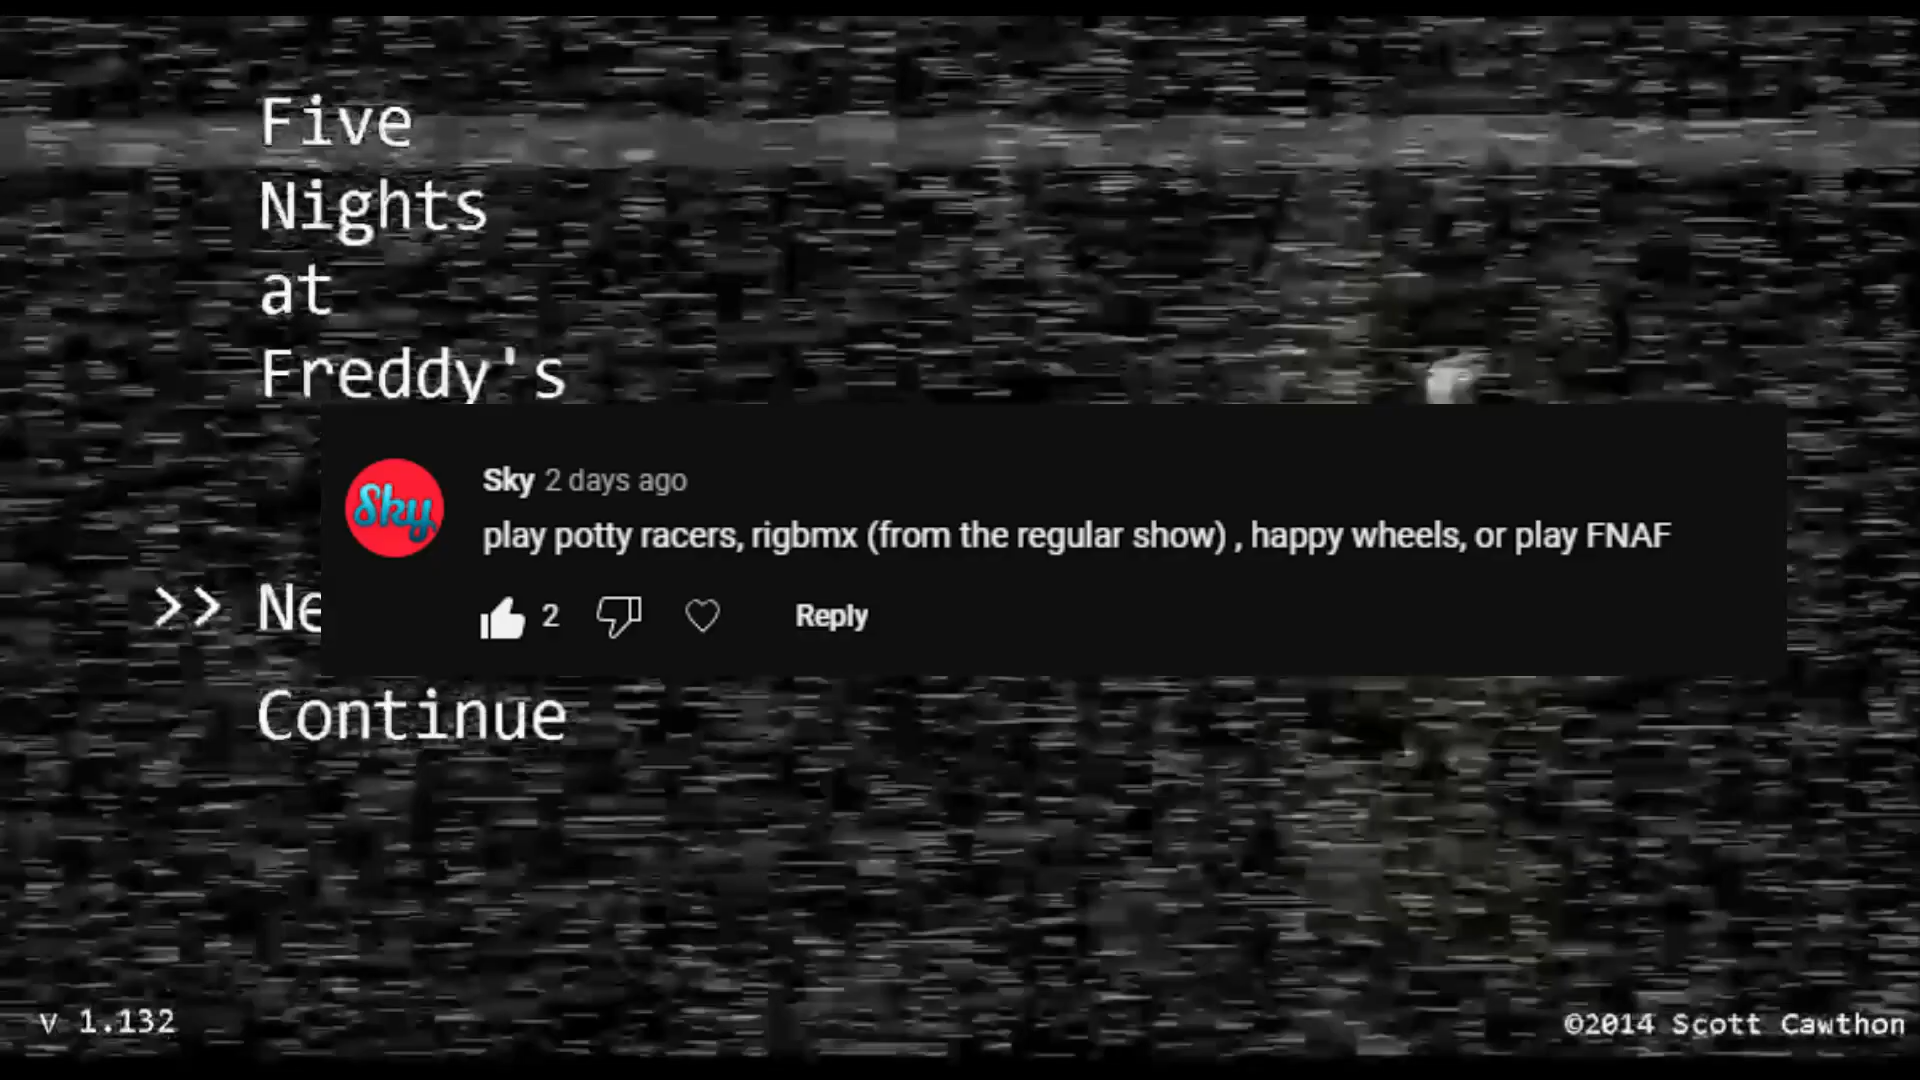 Five
Nights
at
Freddy's
Sky
Sky 2 days ago
play potty racers, rigbmx (from the regular show) , happy wheels, or play FNAF
2
Reply
>> Ne
Continue
v 1.132
©2014 Scott Cawthon